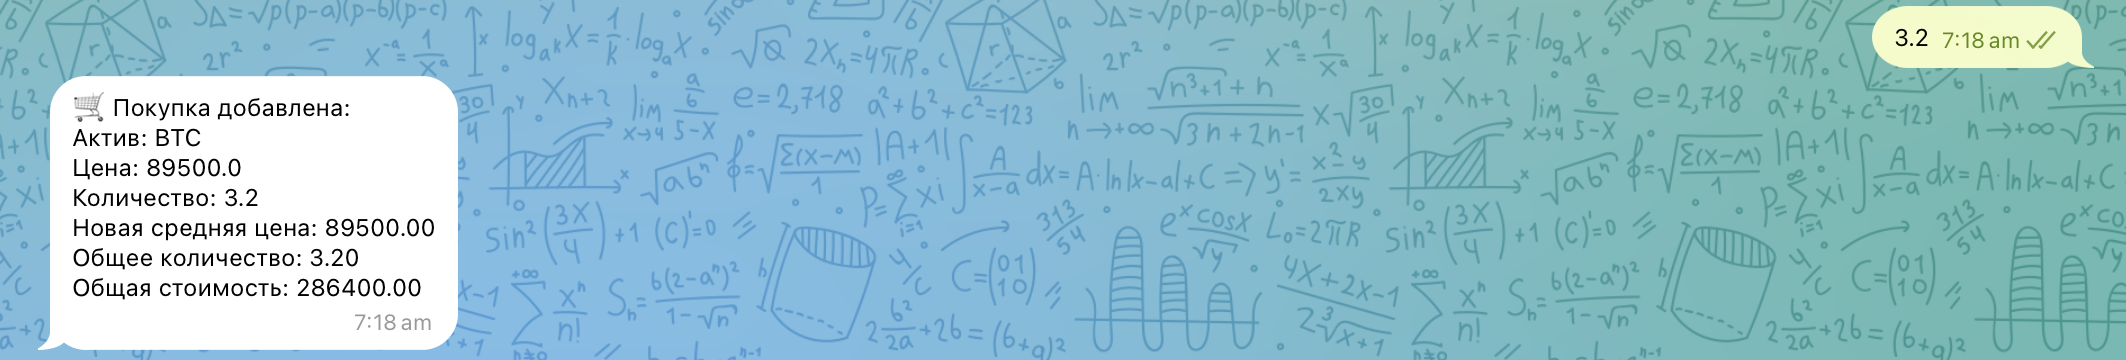 3.2 7:18 am
Покупка добавлена:
Актив: BTC
Цена: 89500.0
Количество: 3.2
Новая средняя цена: 89500.00
Общее количество: 3.20
Общая стоимость: 286400.00
7:18 am